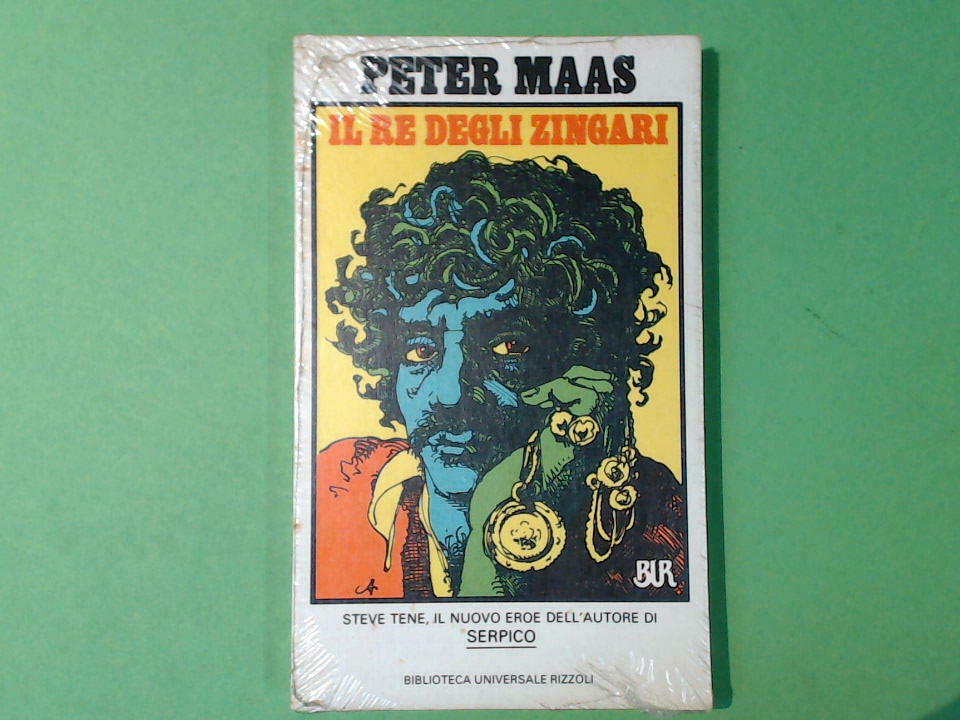 PETER MAAS
IL RE DEGLI ZINGARI
BUR
STEVE TENE, IL NUOVO EROE DELL'AUTORE DI
SERPICO
BIBLIOTECA UNIVERSALE RIZZOLI